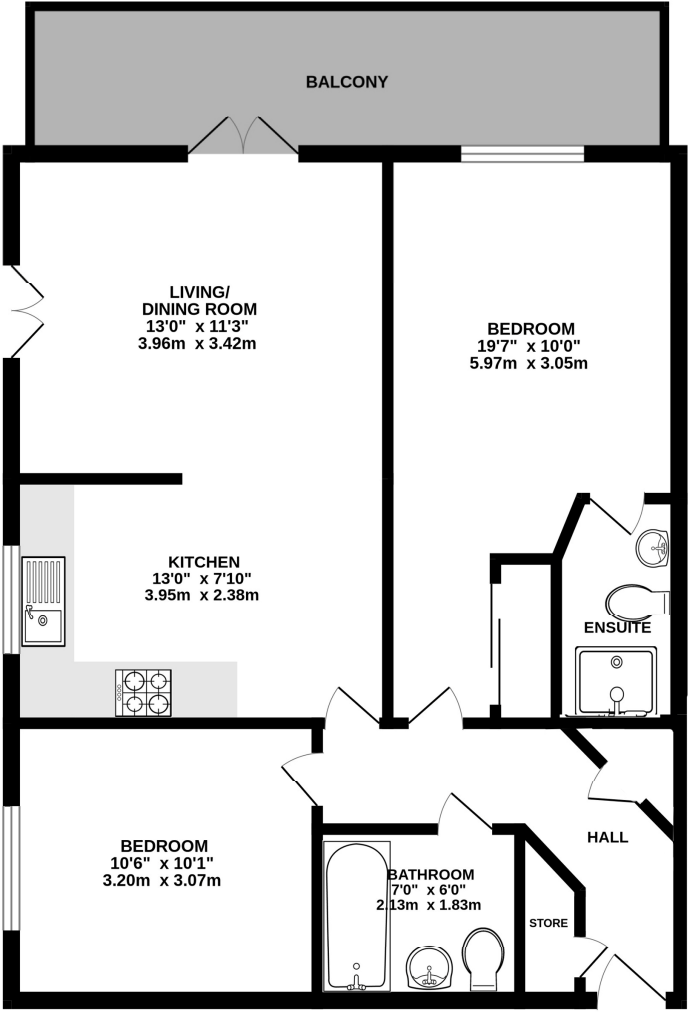 BALCONY
LIVING/
DINING ROOM
13'0" x 11'3"
3.96m x 3.42m
BEDROOM
19'7" x 10'0"
5.97m x 3.05m
KITCHEN
13'0" x 7'10"
3.95m x 2.38m
ENSUITE
BEDROOM
10'6" x 10'1"
3.20m x 3.07m
BATHROOM
7'0" x 6'0"
2.13m x 1.83m
HALL
STORE